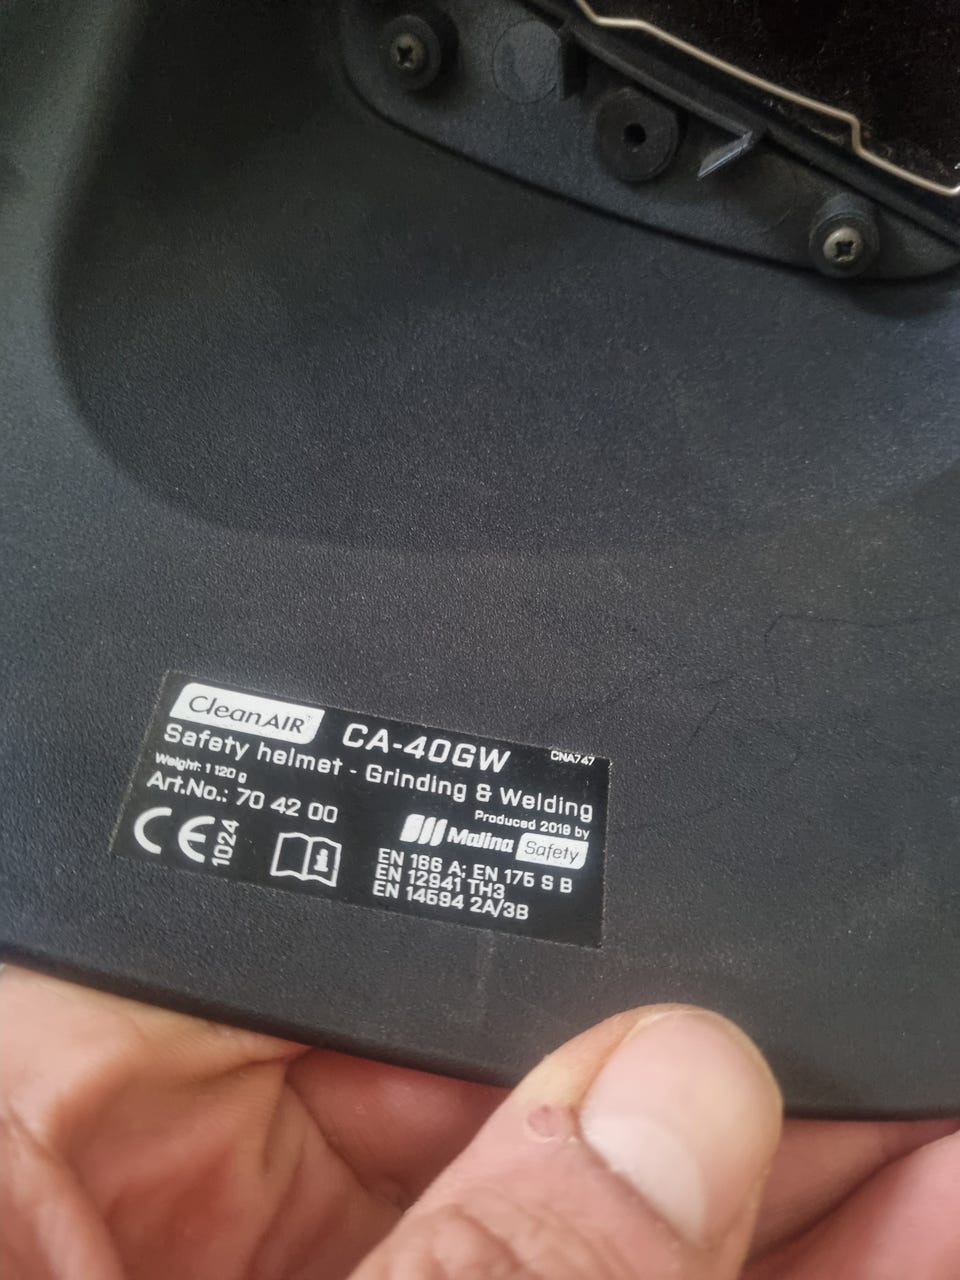 CleanAIR
CA-40GW
CNA747
Safety helmet - Grinding & Welding
Weight: 1 120 g
Produced 2019 by
Art.No.: 70 42 00
Malina Safety
CE 1024
EN 166 A; EN 175 S B
EN 12941 TH3
EN 14594 2A/3B